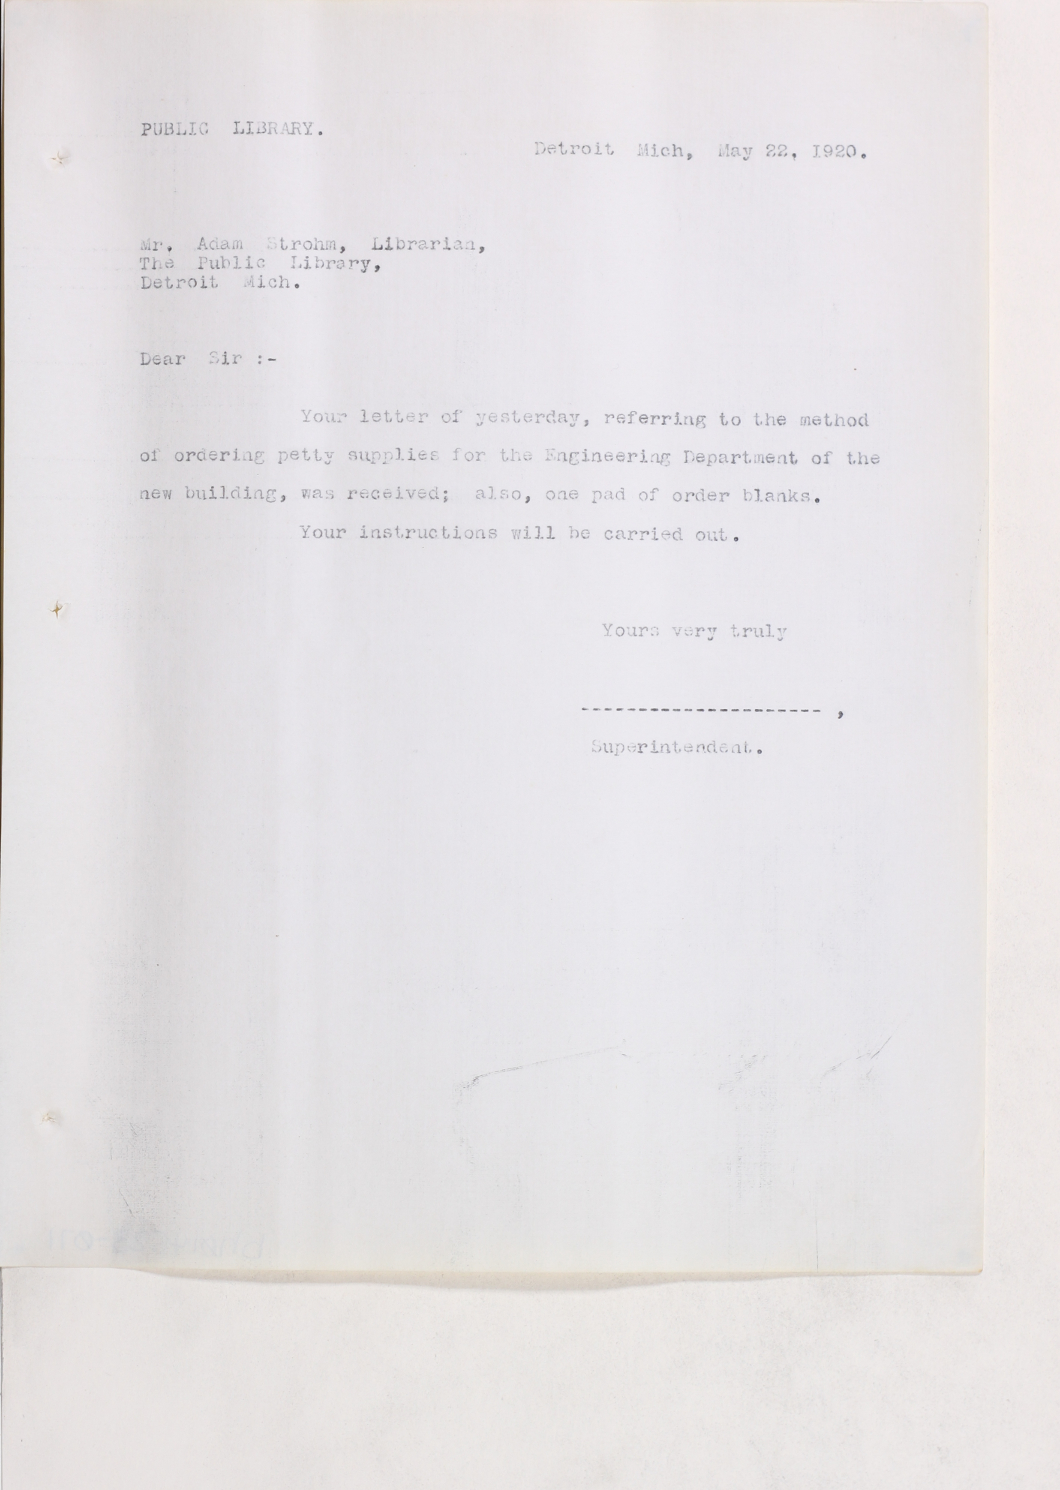 PUBLIC LIBRARY.
Detroit Mich, May 22, 1920.
Mr. Adam Strohm, Librarian,
The Public Library,
Detroit Mich.
Dear Sir :-
Your letter of yesterday, referring to the method
of ordering petty supplies for the Engineering Department of the
new building, was received; also, one pad of order blanks.
Your instructions will be carried out.
Yours very truly
--------------------- ,
Superintendent.